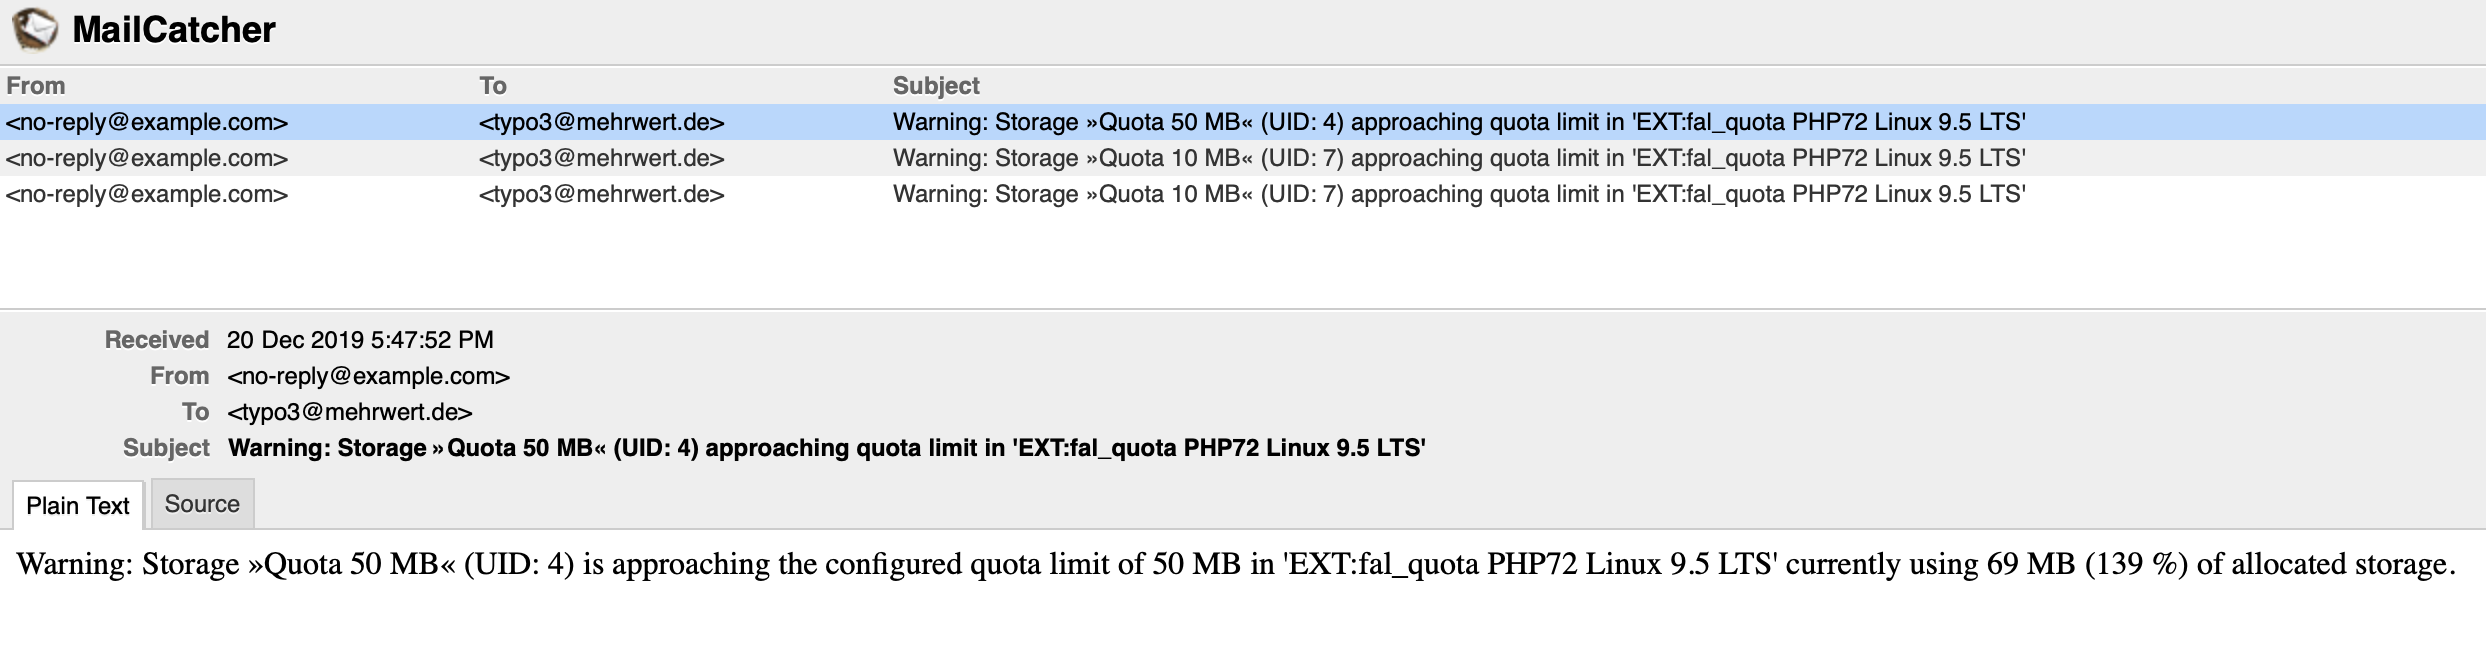 MailCatcher
From To Subject
<no-reply@example.com> <typo3@mehrwert.de> Warning: Storage »Quota 50 MB« (UID: 4) approaching quota limit in 'EXT:fal_quota PHP72 Linux 9.5 LTS'
<no-reply@example.com> <typo3@mehrwert.de> Warning: Storage »Quota 10 MB« (UID: 7) approaching quota limit in 'EXT:fal_quota PHP72 Linux 9.5 LTS'
<no-reply@example.com> <typo3@mehrwert.de> Warning: Storage »Quota 10 MB« (UID: 7) approaching quota limit in 'EXT:fal_quota PHP72 Linux 9.5 LTS'
Received 20 Dec 2019 5:47:52 PM
From <no-reply@example.com>
To <typo3@mehrwert.de>
Subject Warning: Storage »Quota 50 MB« (UID: 4) approaching quota limit in 'EXT:fal_quota PHP72 Linux 9.5 LTS'
Plain Text Source
Warning: Storage »Quota 50 MB« (UID: 4) is approaching the configured quota limit of 50 MB in 'EXT:fal_quota PHP72 Linux 9.5 LTS' currently using 69 MB (139 %) of allocated storage.